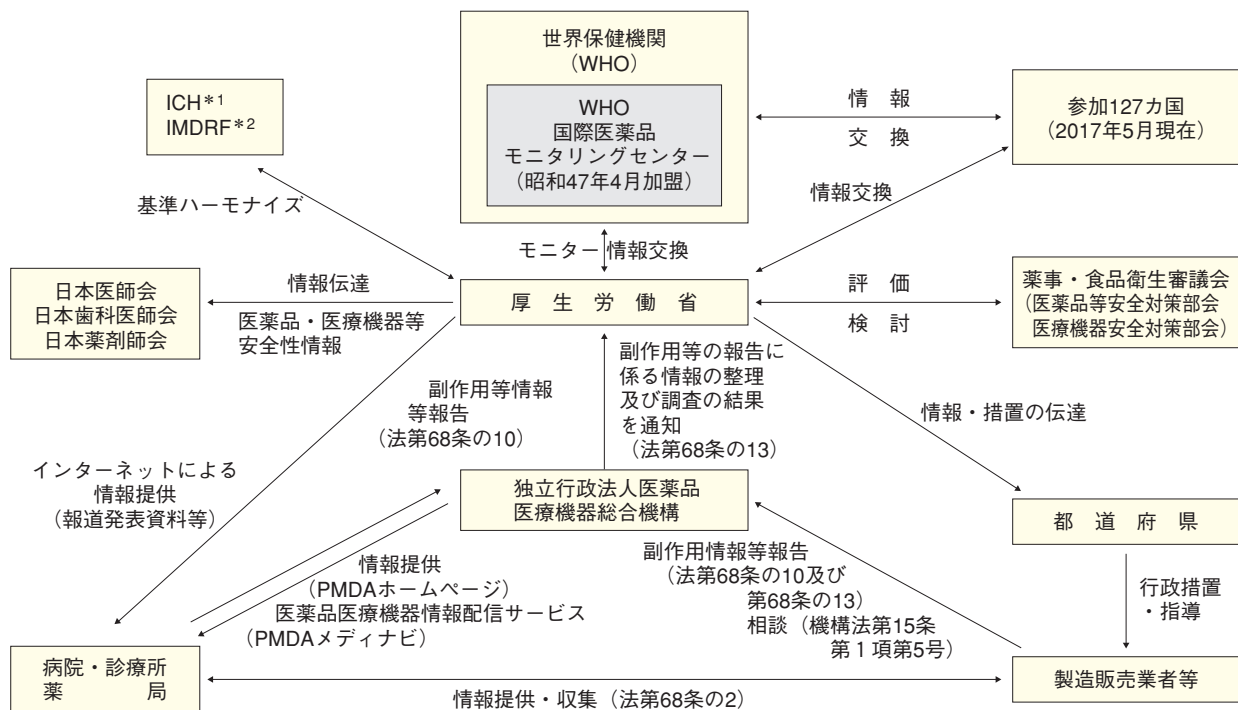 世界保健機関
（WHO）
WHO
国際医薬品
モニタリングセンター
（昭和47年4月加盟）
ICH＊1
IMDRF＊2
情　報
交　換
参加127カ国
（2017年5月現在）
基準ハーモナイズ
情報交換
モニター 情報交換
日本医師会
日本歯科医師会
日本薬剤師会
情報伝達
医薬品・医療機器等
安全性情報
厚　生　労　働　省
評　価
検　討
薬事・食品衛生審議会
（医薬品等安全対策部会
医療機器安全対策部会）
副作用等情報
等報告
（法第68条の10）
副作用等の報告に
係る情報の整理
及び調査の結果
を通知
（法第68条の13）
情報・措置の伝達
インターネットによる
情報提供
（報道発表資料等）
独立行政法人医薬品
医療機器総合機構
都　道　府　県
情報提供
（PMDAホームページ）
医薬品医療機器情報配信サービス
（PMDAメディナビ）
副作用情報等報告
（法第68条の10及び
第68条の13）
相談（機構法第15条
第１項第5号）
行政措置
・指導
病院・診療所
薬　　　局
情報提供・収集（法第68条の2）
製造販売業者等